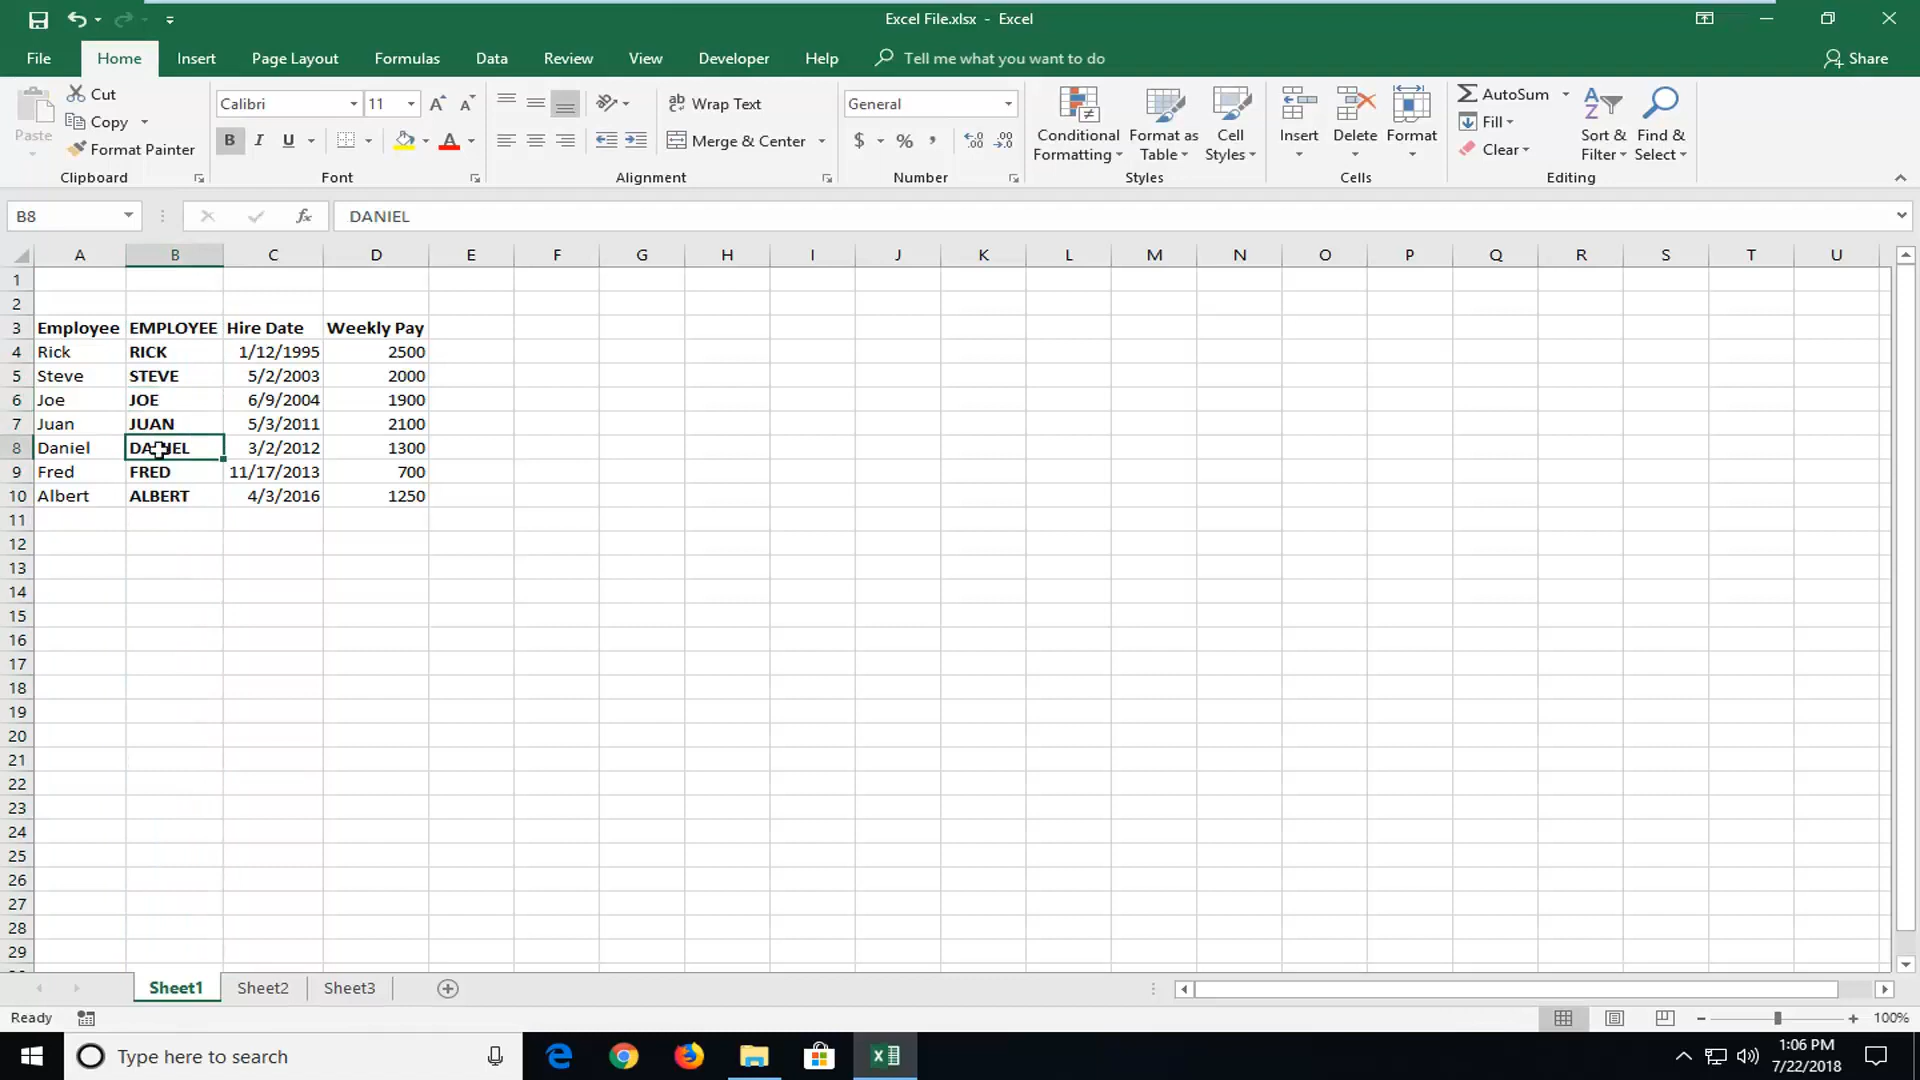 Excel File.xlsx - Excel
File Home Insert Page Layout Formulas Data Review View Developer Help Tell me what you want to do Share
Paste
Cut
Copy
Format Painter
Clipboard
Calibri 11
B I U
Font
Wrap Text
Merge & Center
Alignment
General
$ % ,
Number
Conditional Formatting
Format as Table
Cell Styles
Styles
Insert Delete Format
Cells
AutoSum
Fill
Clear
Sort & Filter
Find & Select
Editing
B8 fx DANIEL
A B C D E F G H I J K L M N O P Q R S T U
1
2
3 Employee EMPLOYEE Hire Date Weekly Pay
4 Rick RICK 1/12/1995 2500
5 Steve STEVE 5/2/2003 2000
6 Joe JOE 6/9/2004 1900
7 Juan JUAN 5/3/2011 2100
8 Daniel DANIEL 3/2/2012 1300
9 Fred FRED 11/17/2013 700
10 Albert ALBERT 4/3/2016 1250
11
12
13
14
15
16
17
18
19
20
21
22
23
24
25
26
27
28
29
Sheet1 Sheet2 Sheet3
Ready 100%
Type here to search
1:06 PM
7/22/2018